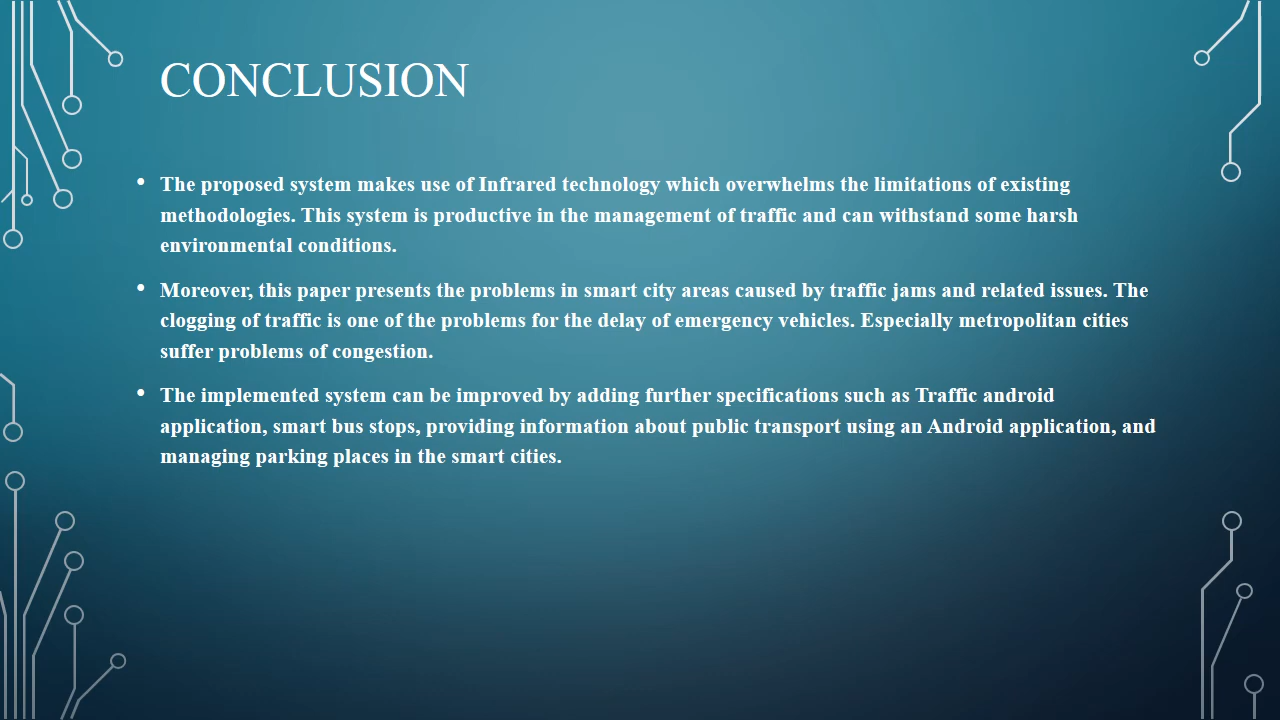 CONCLUSION
• The proposed system makes use of Infrared technology which overwhelms the limitations of existing
methodologies. This system is productive in the management of traffic and can withstand some harsh
environmental conditions.
• Moreover, this paper presents the problems in smart city areas caused by traffic jams and related issues. The
clogging of traffic is one of the problems for the delay of emergency vehicles. Especially metropolitan cities
suffer problems of congestion.
• The implemented system can be improved by adding further specifications such as Traffic android
application, smart bus stops, providing information about public transport using an Android application, and
managing parking places in the smart cities.